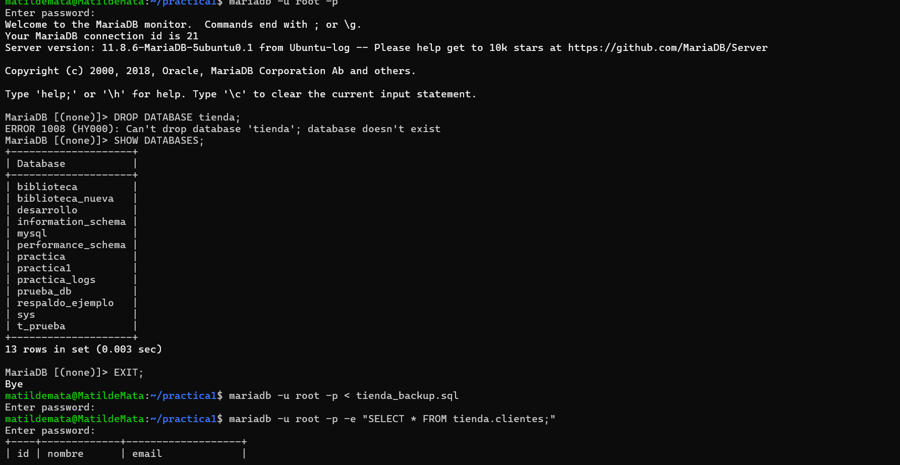 mariadb -u root -p
Enter password:
Welcome to the MariaDB monitor.  Commands end with ; or \g.
Your MariaDB connection id is 21
Server version: 11.8.6-MariaDB-5ubuntu0.1 from Ubuntu-log -- Please help get to 10k stars at https://github.com/MariaDB/Server

Copyright (c) 2000, 2018, Oracle, MariaDB Corporation Ab and others.

Type 'help;' or '\h' for help. Type '\c' to clear the current input statement.

MariaDB [(none)]> DROP DATABASE tienda;
ERROR 1008 (HY000): Can't drop database 'tienda'; database doesn't exist
MariaDB [(none)]> SHOW DATABASES;
+--------------------+
| Database           |
+--------------------+
| biblioteca         |
| biblioteca_nueva   |
| desarrollo         |
| information_schema |
| mysql              |
| performance_schema |
| practica           |
| practica1          |
| practica_logs      |
| prueba_db          |
| respaldo_ejemplo   |
| sys                |
| t_prueba           |
+--------------------+
13 rows in set (0.003 sec)

MariaDB [(none)]> EXIT;
Bye
matildemata@MatildeMata:~/practica1$ mariadb -u root -p < tienda_backup.sql
Enter password:
matildemata@MatildeMata:~/practica1$ mariadb -u root -p -e "SELECT * FROM tienda.clientes;"
Enter password:
+----+-------------+-------------------+
| id | nombre      | email             |